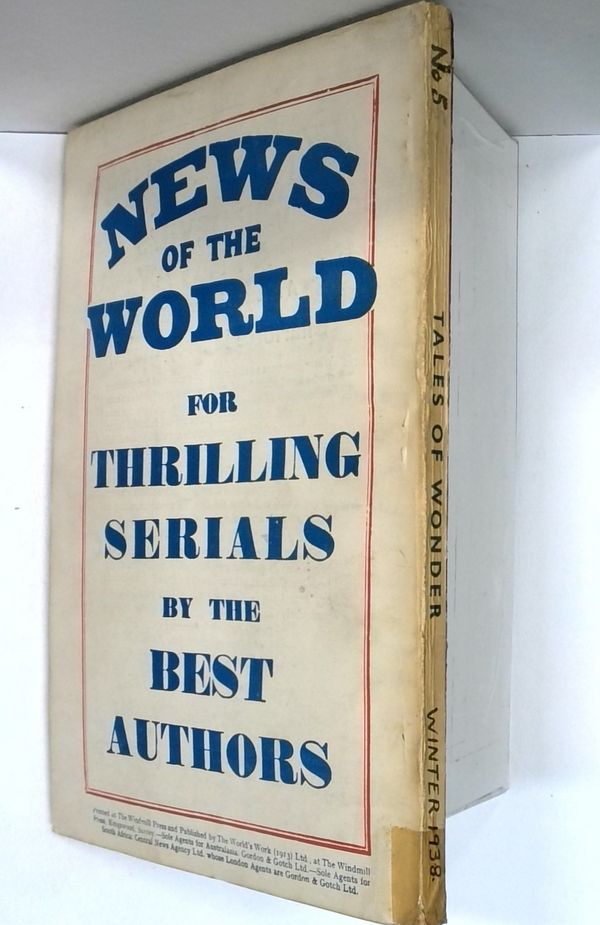 NEWS
OF THE
WORLD
FOR
THRILLING
SERIALS
BY THE
BEST
AUTHORS
Printed at The Windmill Press and Published by The World's Work (1913) Ltd., at The Windmill
Press, Kingswood, Surrey.—Sole Agents for Australasia, Gordon & Gotch Ltd.—Sole Agents for
South Africa: Central News Agency Ltd. whose London Agents are Gordon & Gotch Ltd.
No 5
TALES OF WONDER
WINTER 1938.